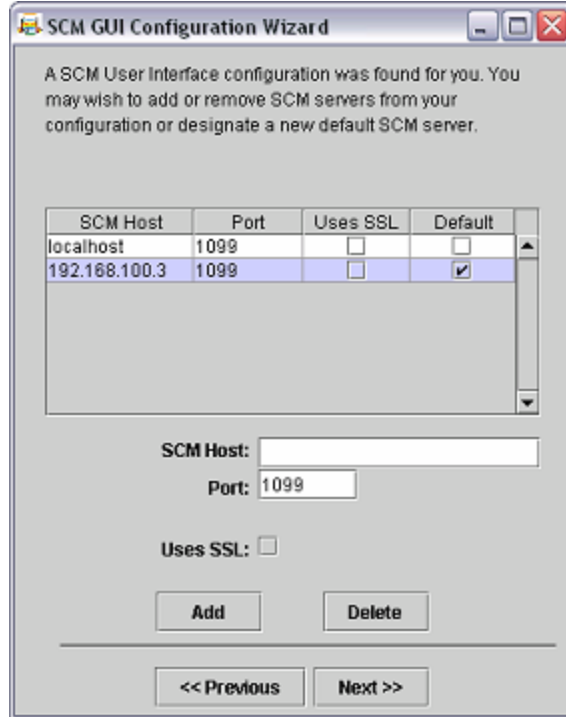 SCM GUI Configuration Wizard
A SCM User Interface configuration was found for you. You
may wish to add or remove SCM servers from your
configuration or designate a new default SCM server.
SCM Host Port Uses SSL Default
localhost 1099
192.168.100.3 1099
SCM Host:
Port: 1099
Uses SSL:
Add Delete
<< Previous Next >>